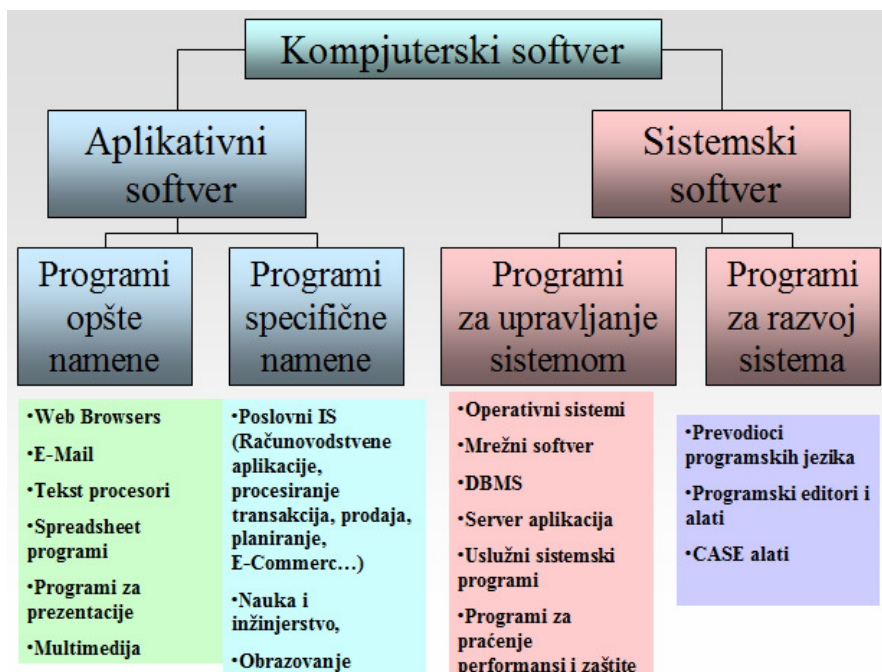 Kompjuterski softver
Aplikativni
softver
Sistemski
softver
Programi
opšte
namene
Programi
specifične
namene
Programi
za upravljanje
sistemom
Programi
za razvoj
sistema
•Web Browsers
•E-Mail
•Tekst procesori
•Spreadsheet
programi
•Programi za
prezentacije
•Multimedija
•Poslovni IS
(Računovodstvene
aplikacije,
procesiranje
transakcija, prodaja,
planiranje,
E-Commerc...)
•Nauka i
inžinjerstvo,
•Obrazovanje
•Operativni sistemi
•Mrežni softver
•DBMS
•Server aplikacija
•Uslužni sistemski
programi
•Programi za
praćenje
performansi i zaštite
•Prevodioci
programskih jezika
•Programski editori i
alati
•CASE alati